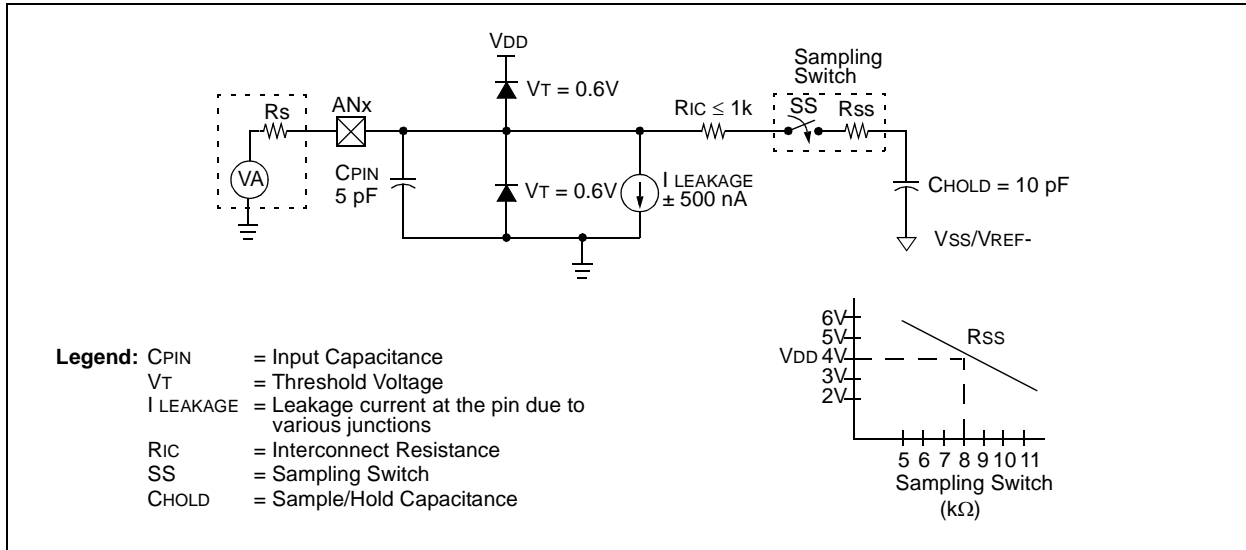 VDD
Sampling
Switch
VT = 0.6V
Rs
ANx
RIC ≤ 1k
SS
Rss
VA
CPIN
5 pF
VT = 0.6V
I LEAKAGE
± 500 nA
CHOLD = 10 pF
VSS/VREF-
Legend: CPIN = Input Capacitance
VT = Threshold Voltage
I LEAKAGE = Leakage current at the pin due to
various junctions
RIC = Interconnect Resistance
SS = Sampling Switch
CHOLD = Sample/Hold Capacitance
6V
5V
VDD 4V
3V
2V
RSS
5 6 7 8 9 10 11
Sampling Switch
(kΩ)